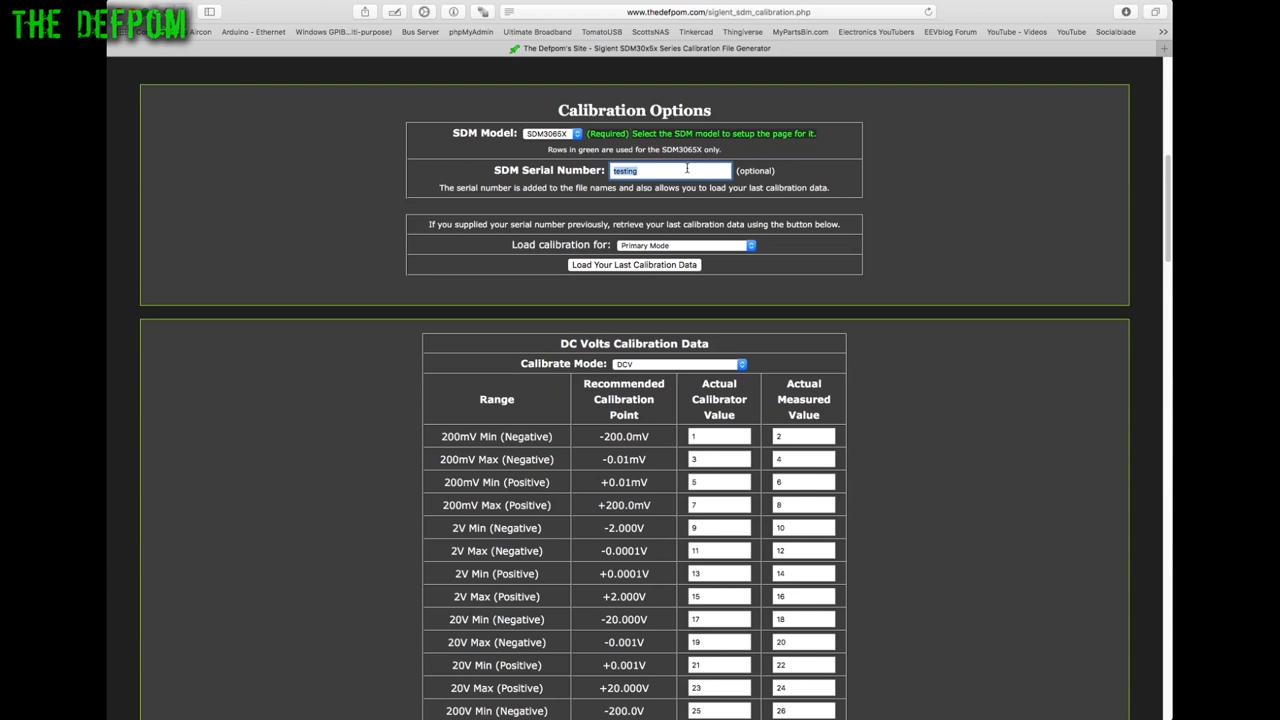 THE DEFPOM
www.thedefpom.com/siglent_sdm_calibration.php
Aircon Arduino - Ethernet Windows GPIB... ...lti-purpose) Bus Server phpMyAdmin Ultimate Broadband TomatoUSB ScottsNAS Tinkercad Thingiverse MyPartsBin.com Electronics YouTubers EEVblog Forum YouTube - Videos YouTube Socialblade >>
The Defpom's Site - Siglent SDM30x5x Series Calibration File Generator
Calibration Options
SDM Model: SDM3065X (Required) Select the SDM model to setup the page for it.
Rows in green are used for the SDM3065X only.
SDM Serial Number: testing (optional)
The serial number is added to the file names and also allows you to load your last calibration data.
If you supplied your serial number previously, retrieve your last calibration data using the button below.
Load calibration for: Primary Mode
Load Your Last Calibration Data
DC Volts Calibration Data
Calibrate Mode: DCV
Range Recommended Calibration Point Actual Calibrator Value Actual Measured Value
200mV Min (Negative) -200.0mV 1 2
200mV Max (Negative) -0.01mV 3 4
200mV Min (Positive) +0.01mV 5 6
200mV Max (Positive) +200.0mV 7 8
2V Min (Negative) -2.000V 9 10
2V Max (Negative) -0.0001V 11 12
2V Min (Positive) +0.0001V 13 14
2V Max (Positive) +2.000V 15 16
20V Min (Negative) -20.000V 17 18
20V Max (Negative) -0.001V 19 20
20V Min (Positive) +0.001V 21 22
20V Max (Positive) +20.000V 23 24
200V Min (Negative) -200.0V 25 26